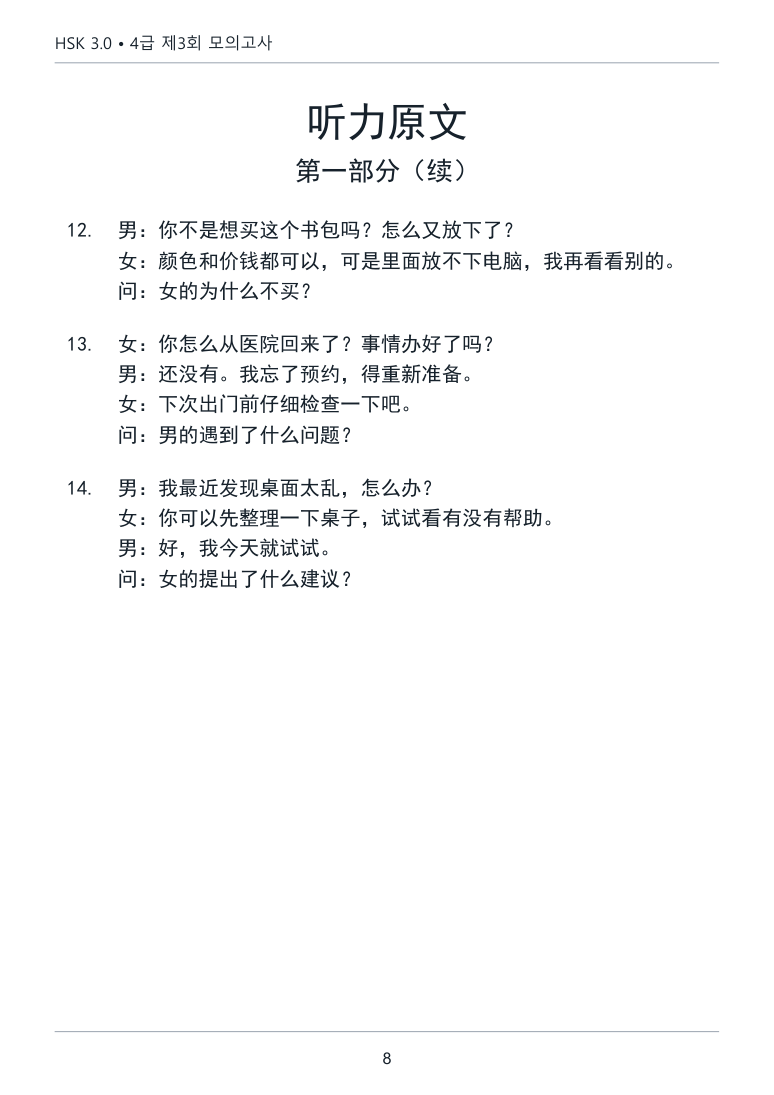 HSK 3.0 • 4급 제3회 모의고사
听力原文
第一部分（续）
12. 男：你不是想买这个书包吗？怎么又放下了？
女：颜色和价钱都可以，可是里面放不下电脑，我再看看别的。
问：女的为什么不买？
13. 女：你怎么从医院回来了？事情办好了吗？
男：还没有。我忘了预约，得重新准备。
女：下次出门前仔细检查一下吧。
问：男的遇到了什么问题？
14. 男：我最近发现桌面太乱，怎么办？
女：你可以先整理一下桌子，试试看有没有帮助。
男：好，我今天就试试。
问：女的提出了什么建议？
8